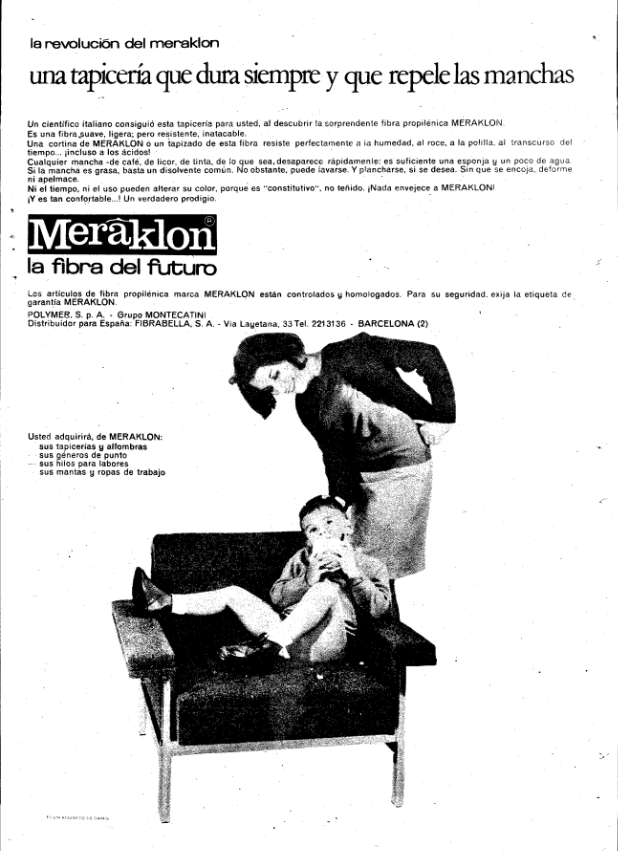 la revolución del meraklon
una tapicería que dura siempre y que repele las manchas
Un científico italiano consiguió esta tapicería para usted, al descubrir la sorprendente fibra propilénica MERAKLON.
Es una fibra suave, ligera; pero resistente, inatacable.
Una cortina de MERAKLON o un tapizado de esta fibra resiste perfectamente a la humedad, al roce, a la polilla, al transcurso del
tiempo... ¡incluso a los ácidos!
Cualquier mancha -de café, de licor, de tinta, de lo que sea, desaparece rápidamente: es suficiente una esponja y un poco de agua.
Si la mancha es grasa, basta un disolvente común. No obstante, puede lavarse. Y plancharse, si se desea. Sin que se encoja, deforme
ni apelmace.
Ni el tiempo, ni el uso pueden alterar su color, porque es "constitutivo", no teñido. ¡Nada envejece a MERAKLON!
¡Y es tan confortable...! Un verdadero prodigio.
Meraklon®
la fibra del futuro
Los artículos de fibra propilénica marca MERAKLON están controlados y homologados. Para su seguridad, exija la etiqueta de
garantía MERAKLON.
POLYMER, S. p. A. - Grupo MONTECATINI
Distribuidor para España: FIBRABELLA, S. A. - Via Layetana, 33 Tel. 2213136 - BARCELONA (2)
Usted adquirirá, de MERAKLON:
sus tapicerías y alfombras
sus géneros de punto
sus hilos para labores
sus mantas y ropas de trabajo